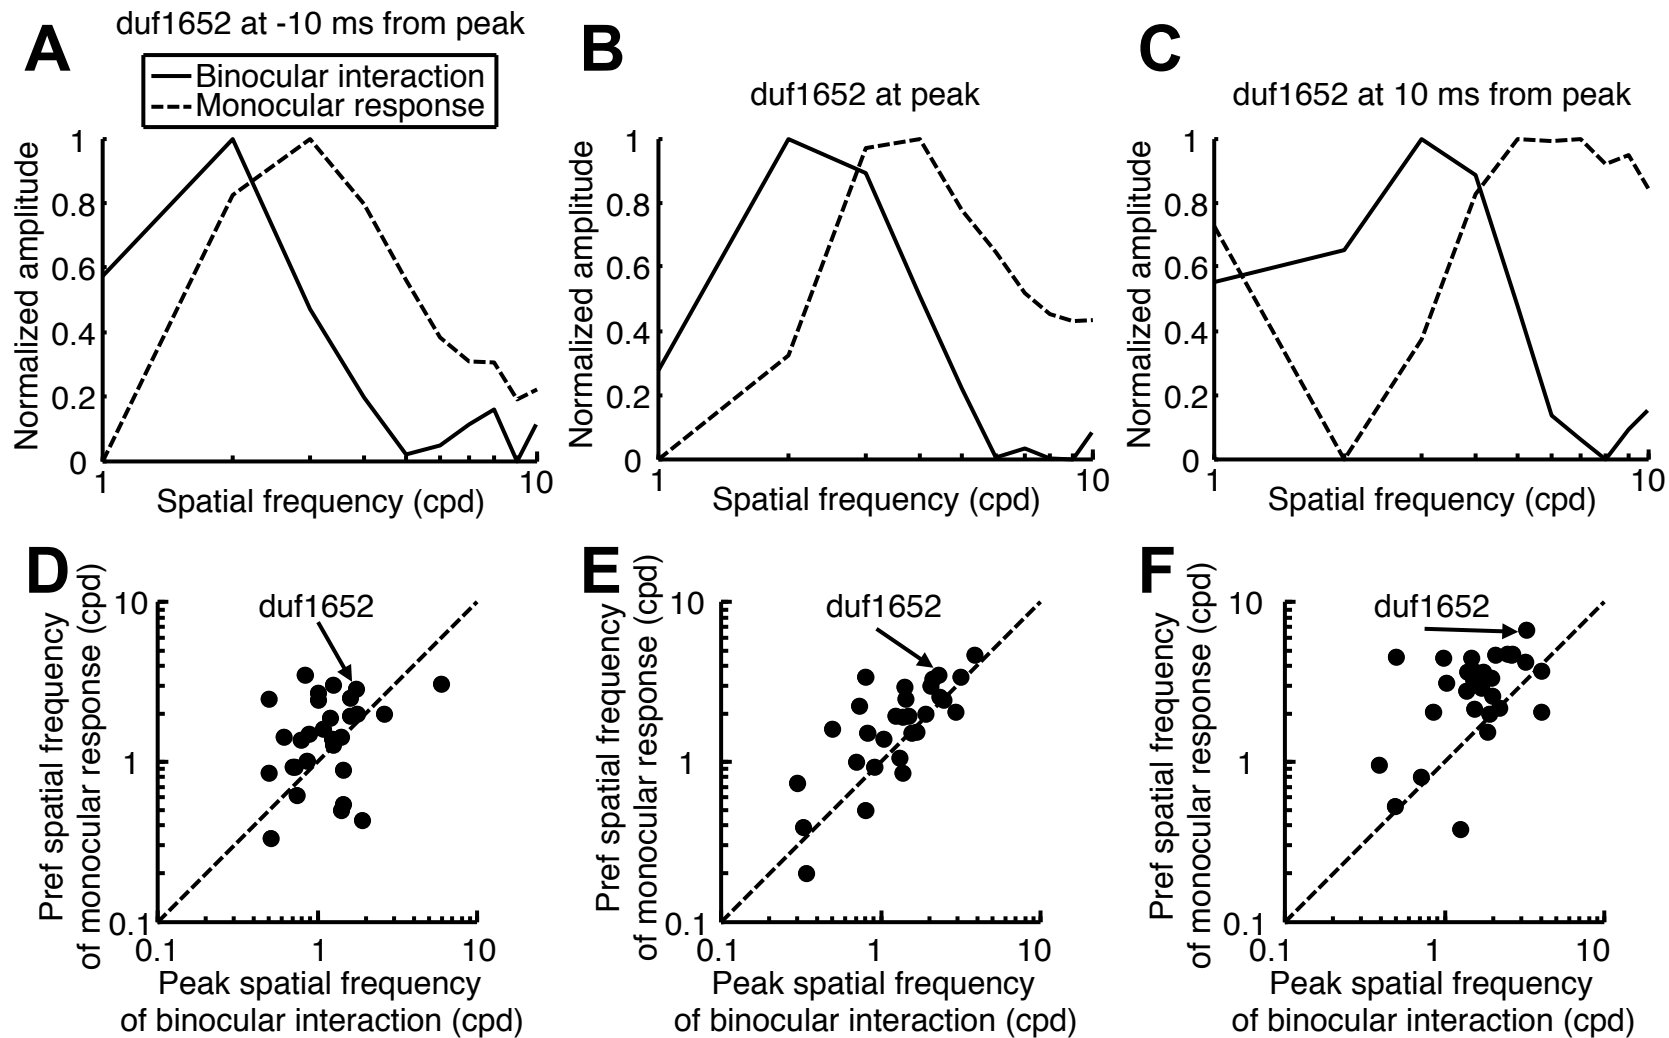 A
duf1652 at -10 ms from peak
Binocular interaction
Monocular response
Normalized amplitude
1
0.8
0.6
0.4
0.2
0
1
10
Spatial frequency (cpd)
B
duf1652 at peak
Normalized amplitude
1
0.8
0.6
0.4
0.2
0
1
10
Spatial frequency (cpd)
C
duf1652 at 10 ms from peak
Normalized amplitude
1
0.8
0.6
0.4
0.2
0
1
10
Spatial frequency (cpd)
D
duf1652
Pref spatial frequency
of monocular response (cpd)
10
1
0.1
0.1
1
10
Peak spatial frequency
of binocular interaction (cpd)
E
duf1652
Pref spatial frequency
of monocular response (cpd)
10
1
0.1
0.1
1
10
Peak spatial frequency
of binocular interaction (cpd)
F
duf1652
Pref spatial frequency
of monocular response (cpd)
10
1
0.1
0.1
1
10
Peak spatial frequency
of binocular interaction (cpd)